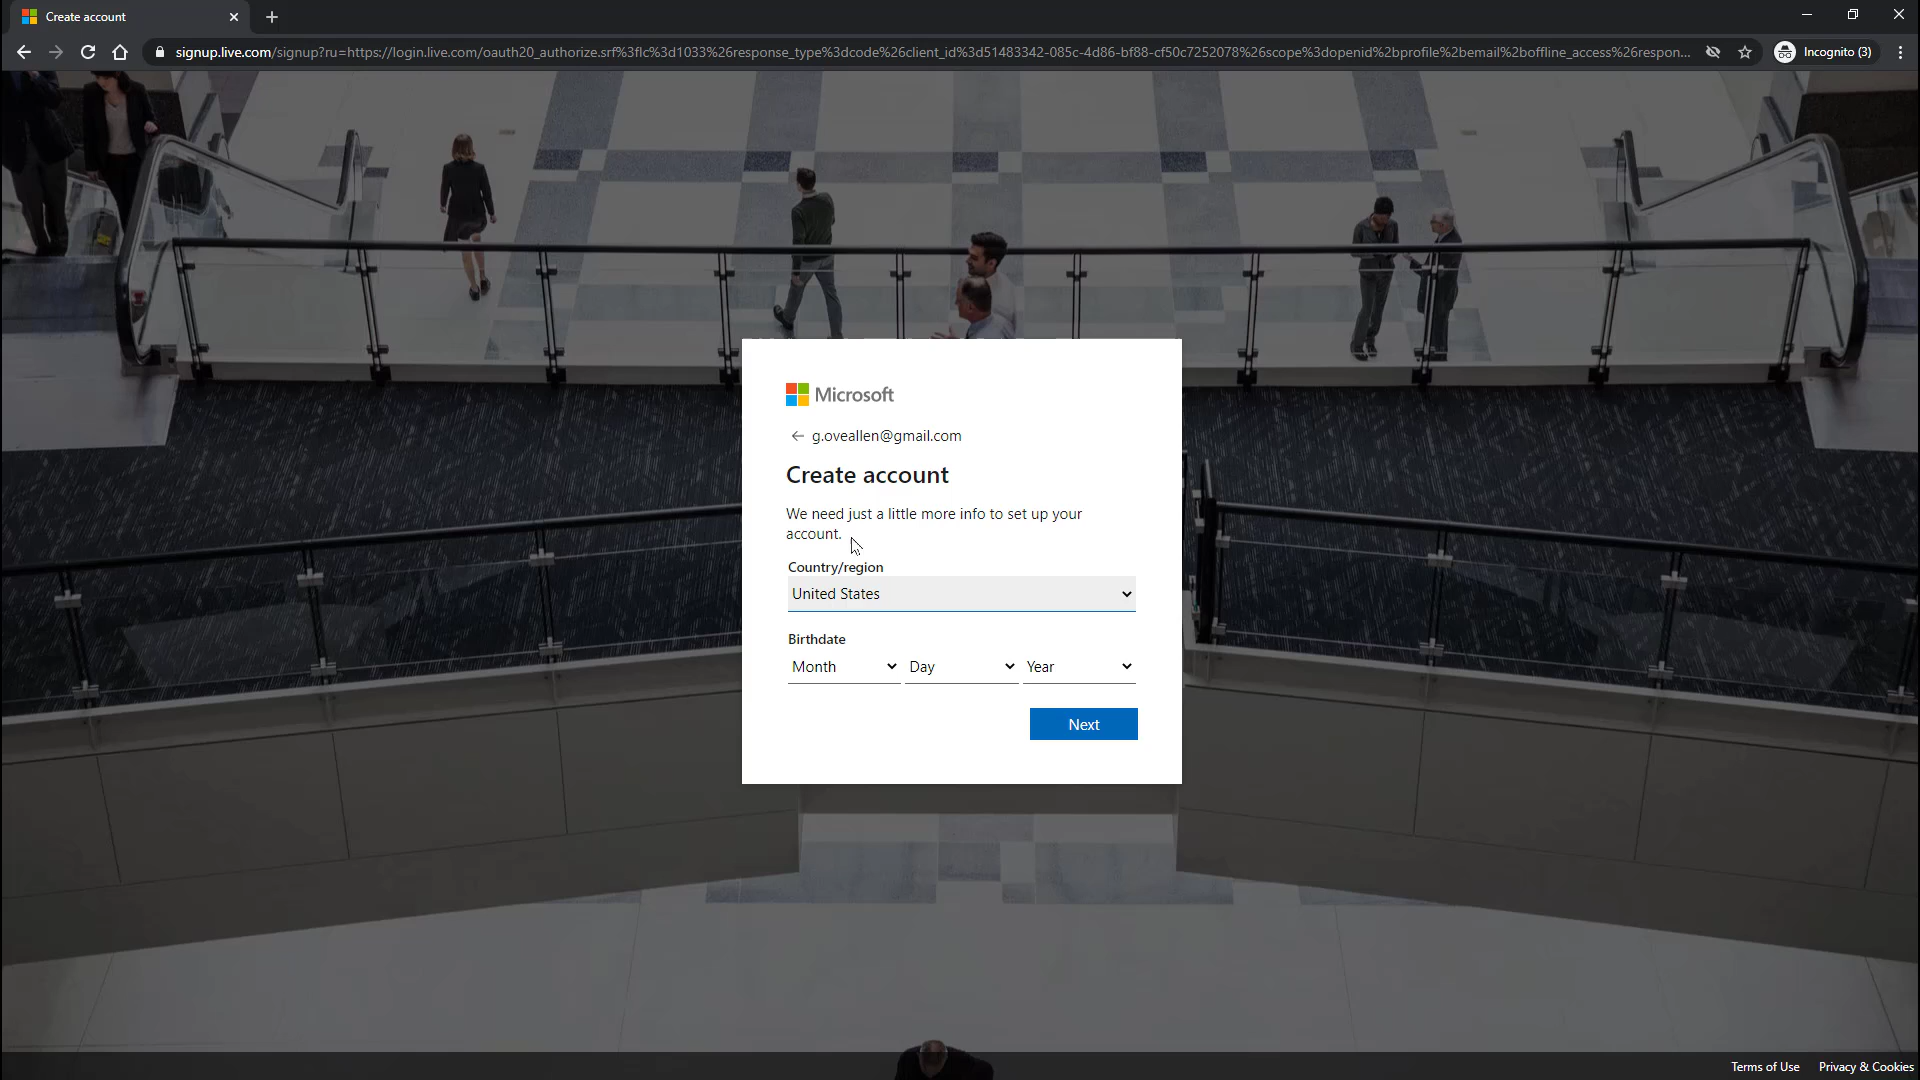 Create account
signup.live.com/signup?ru=https://login.live.com/oauth20_authorize.srf%3flc%3d1033%26response_type%3dcode%26client_id%3d51483342-085c-4d86-bf88-cf50c7252078%26scope%3dopenid%2bprofile%2bemail%2boffline_access%26respon...
Incognito (3)
Microsoft
g.oveallen@gmail.com
Create account
We need just a little more info to set up your
account.
Country/region
United States
Birthdate
Month Day Year
Next
Terms of Use Privacy & Cookies